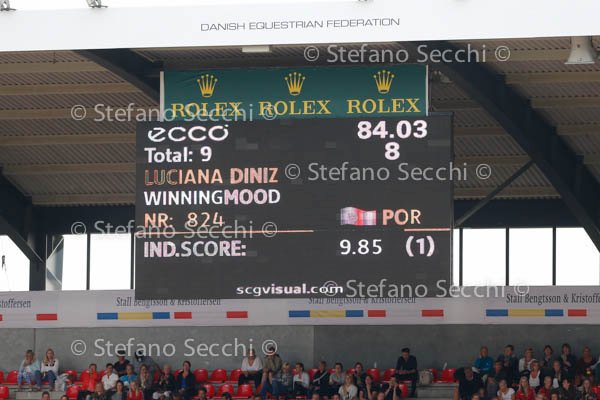 DANISH EQUESTRIAN FEDERATION
© Stefano Secchi ©
ROLEX ROLEX ROLEX
© Stefano Secchi ©
ecco 84.03
Total: 9 8
LUCIANA DINIZ
© Stefano Secchi ©
WINNINGMOOD
NR: 824 POR
© Stefano Secchi ©
IND.SCORE: 9.85 (1)
scgvisual.com
© Stefano Secchi ©
Stall Bengtsson & Kristoffersen Stall Bengtsson & Kristoffersen Stall Bengtsson & Kristoffersen
© Stefano Secchi ©